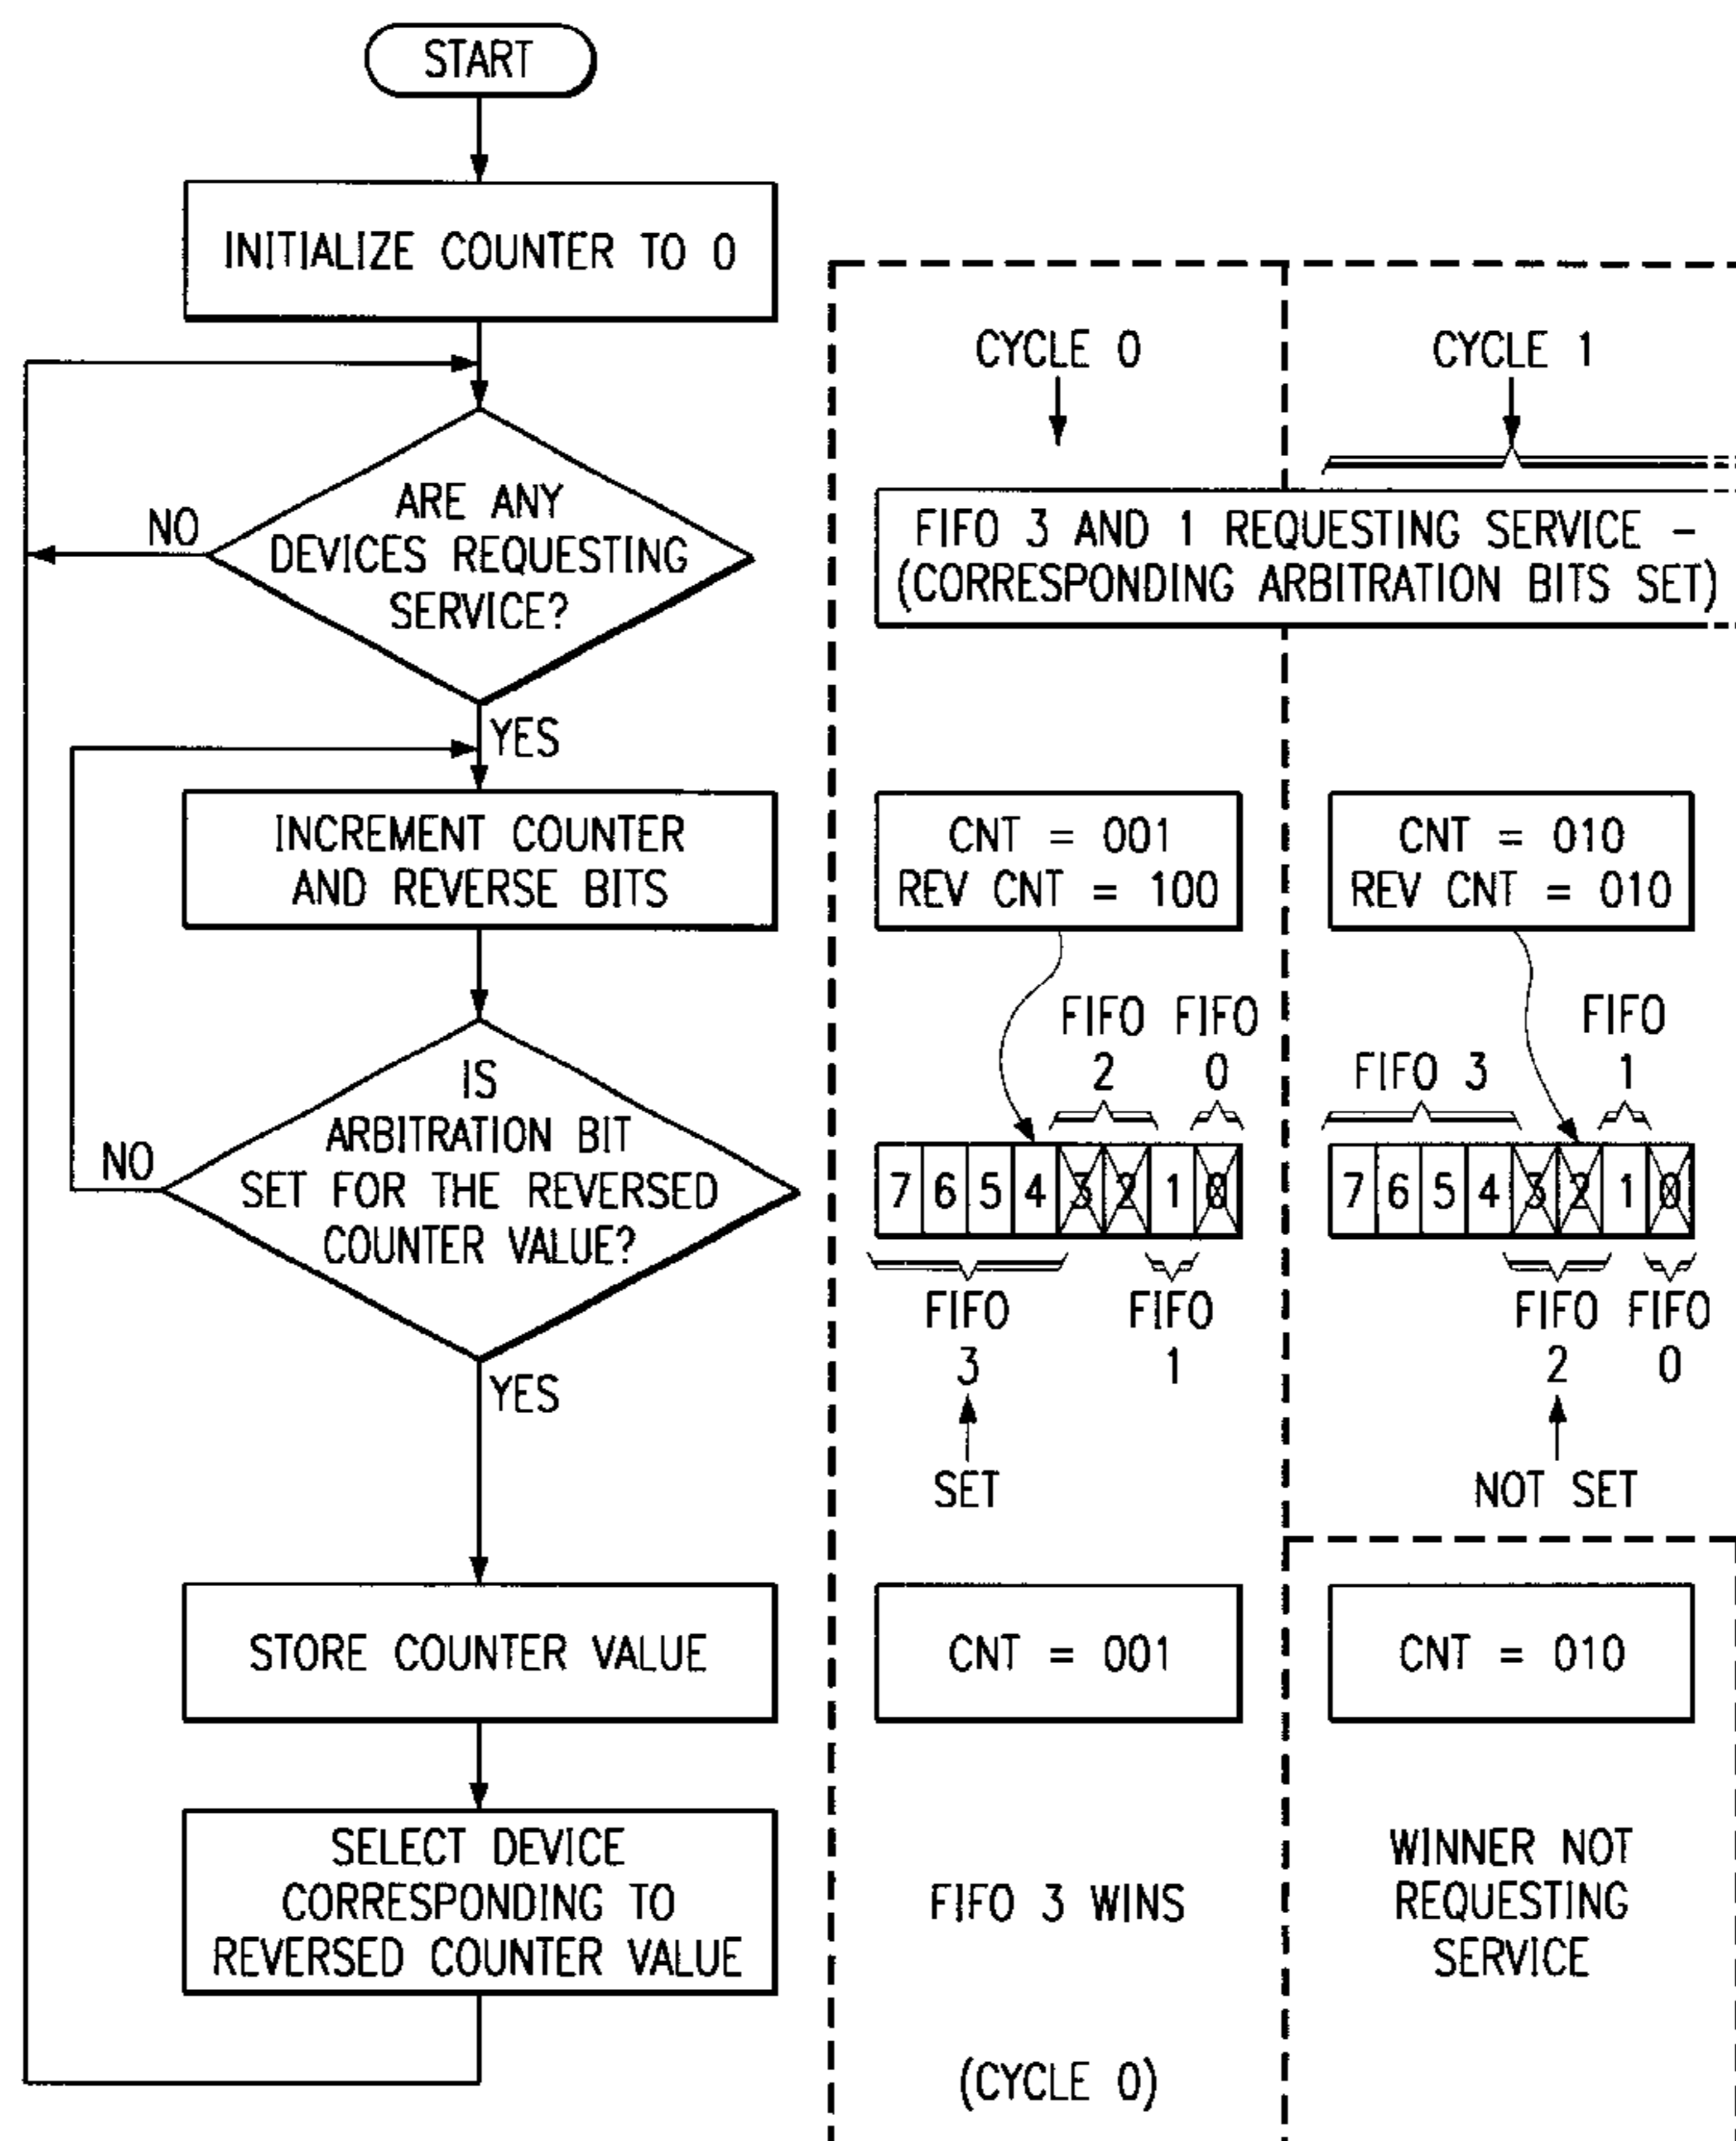 START
INITIALIZE COUNTER TO 0
ARE ANY
DEVICES REQUESTING
SERVICE?
NO
YES
INCREMENT COUNTER
AND REVERSE BITS
IS
ARBITRATION BIT
SET FOR THE REVERSED
COUNTER VALUE?
NO
YES
STORE COUNTER VALUE
SELECT DEVICE
CORRESPONDING TO
REVERSED COUNTER VALUE
CYCLE 0
CYCLE 1
FIFO 3 AND 1 REQUESTING SERVICE –
(CORRESPONDING ARBITRATION BITS SET)
CNT = 001
REV CNT = 100
FIFO FIFO
2 0
7 6 5 4 3 2 1 0
FIFO FIFO
3 1
SET
CNT = 001
FIFO 3 WINS
(CYCLE 0)
CNT = 010
REV CNT = 010
FIFO
FIFO 3 1
7 6 5 4 3 2 1 0
FIFO FIFO
2 0
NOT SET
CNT = 010
WINNER NOT
REQUESTING
SERVICE